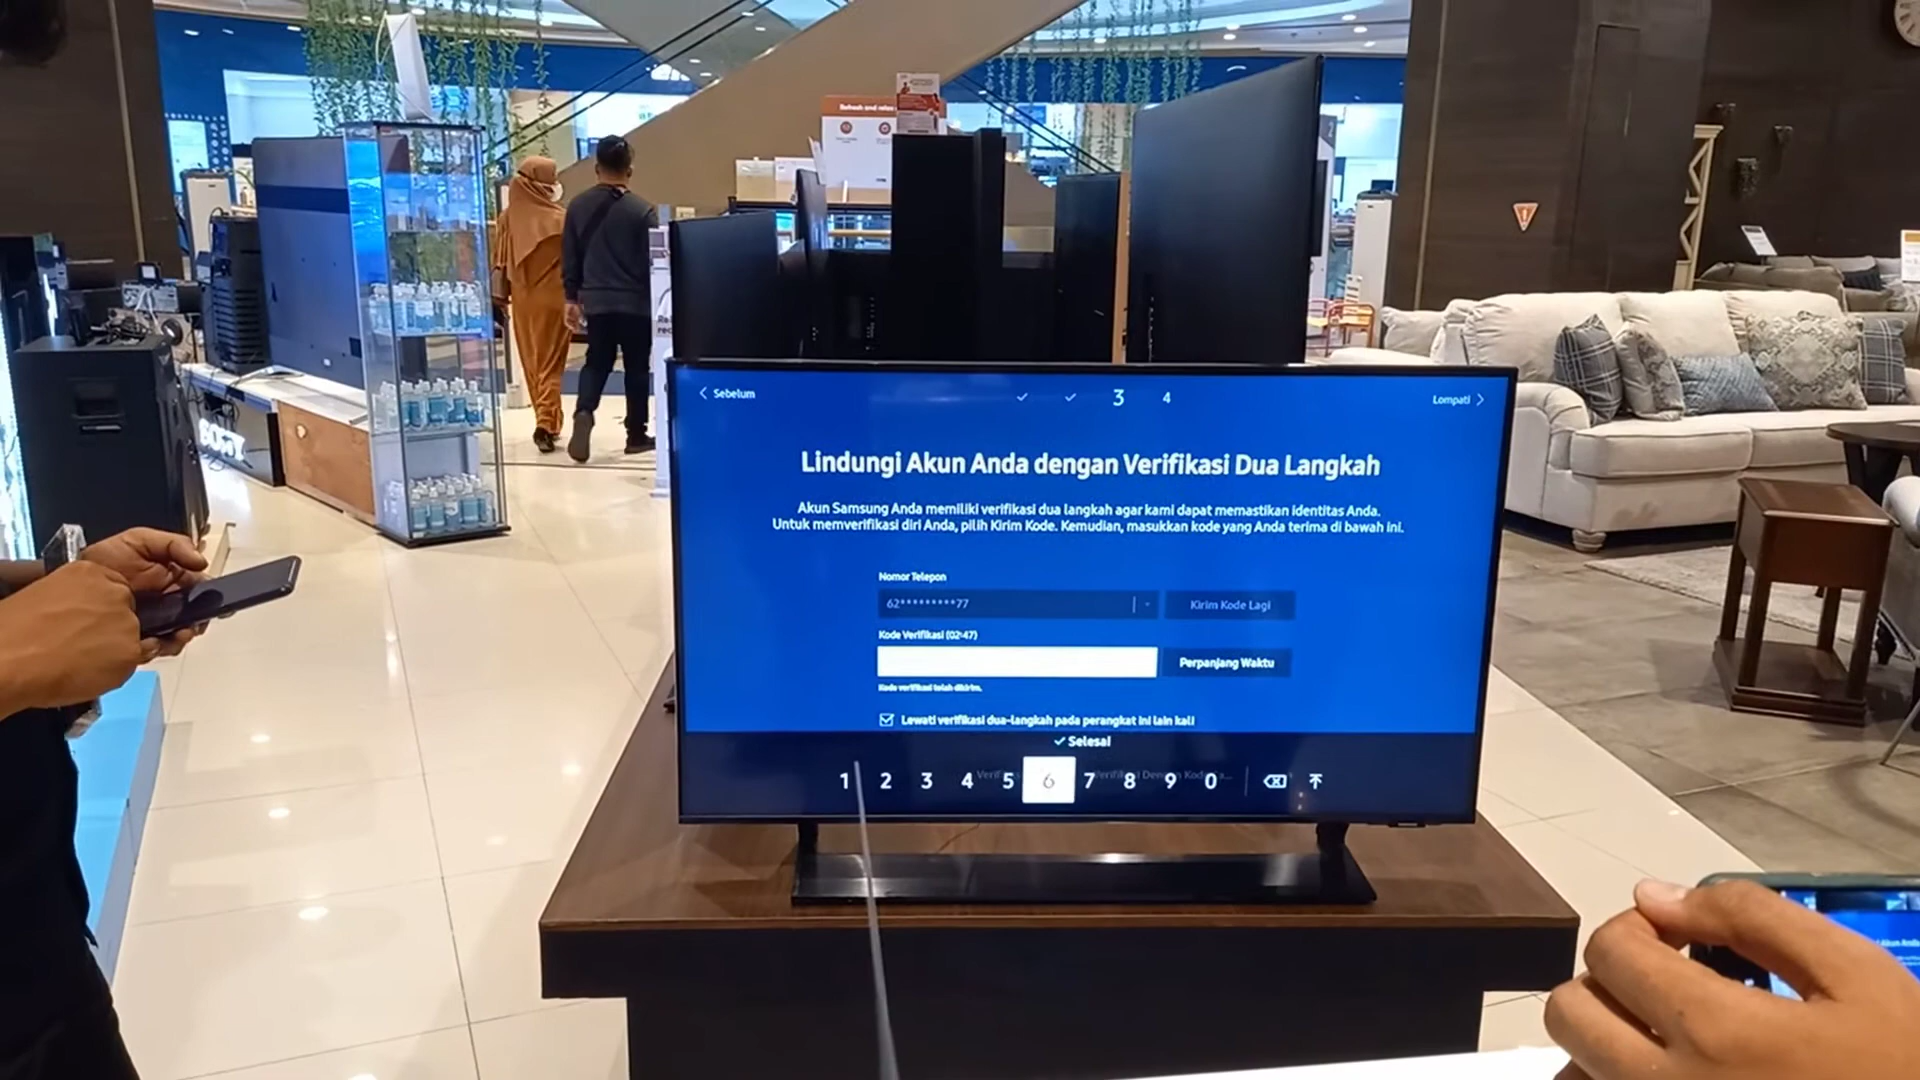 Refresh and relax
SONY
Sebelum
3 4
Lompati
Lindungi Akun Anda dengan Verifikasi Dua Langkah
Akun Samsung Anda memiliki verifikasi dua langkah agar kami dapat memastikan identitas Anda.
Untuk memverifikasi diri Anda, pilih Kirim Kode. Kemudian, masukkan kode yang Anda terima di bawah ini.
Nomor Telepon
62*********77
Kirim Kode Lagi
Kode Verifikasi (02:47)
Perpanjang Waktu
Kode verifikasi telah dikirim.
Lewati verifikasi dua-langkah pada perangkat ini lain kali
Selesai
1 2 3 4 5 6 7 8 9 0